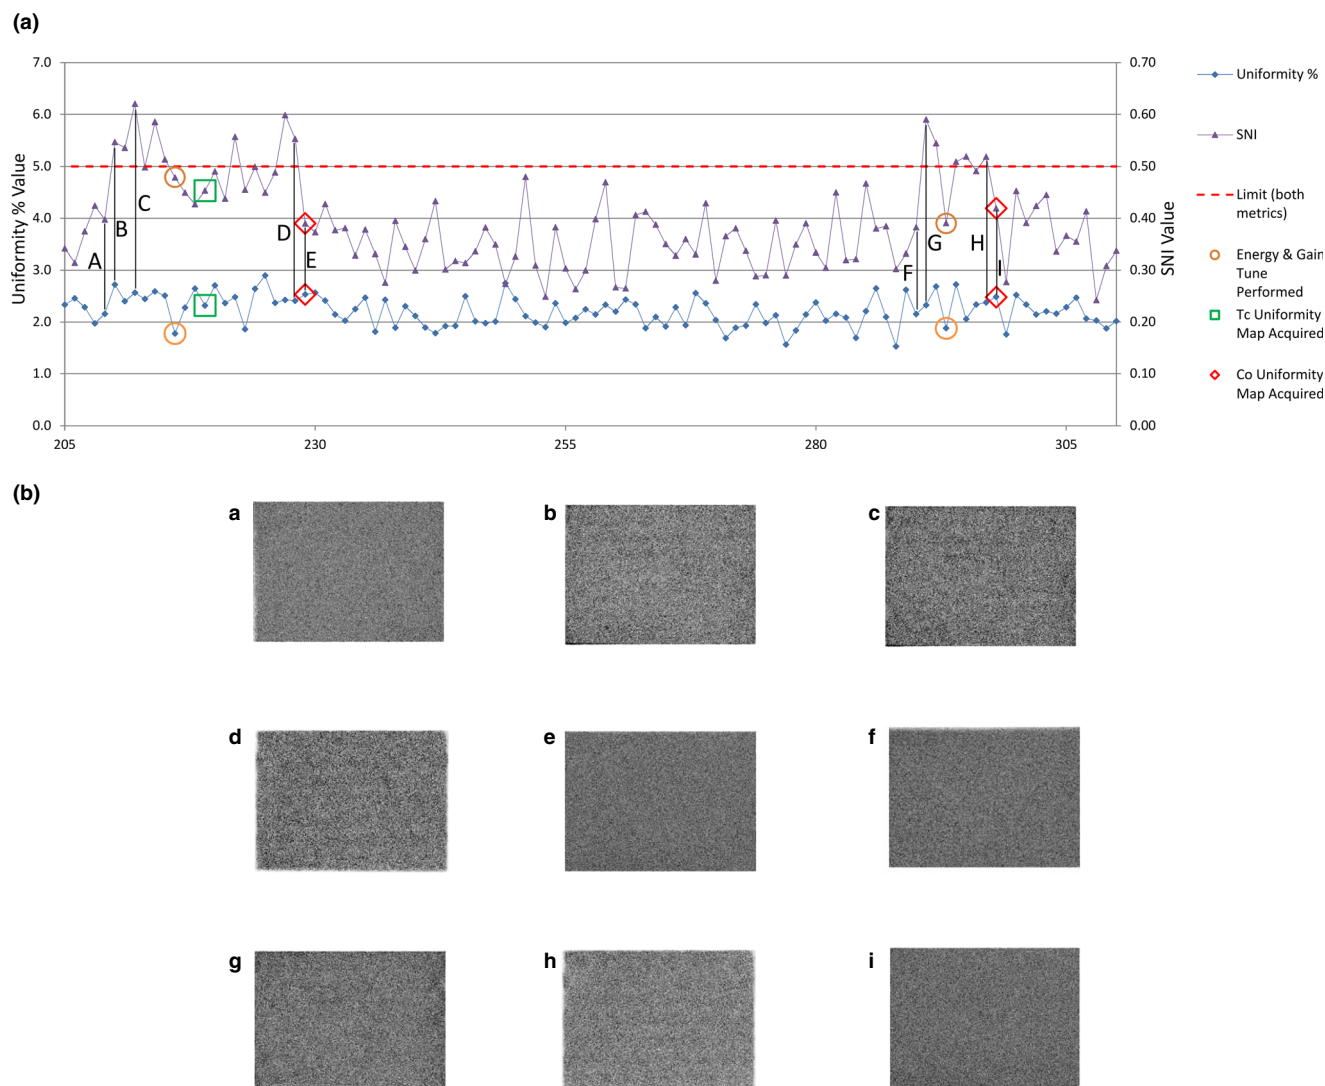 (a)
7.0
6.0
5.0
4.0
3.0
2.0
1.0
0.0
Uniformity % Value
0.70
0.60
0.50
0.40
0.30
0.20
0.10
0.00
SNI Value
205
230
255
280
305
A
B
C
D
E
F
G
H
I
Uniformity %
SNI
Limit (both
metrics)
Energy & Gain
Tune
Performed
Tc Uniformity
Map Acquired
Co Uniformity
Map Acquired
(b)
a
b
c
d
e
f
g
h
i